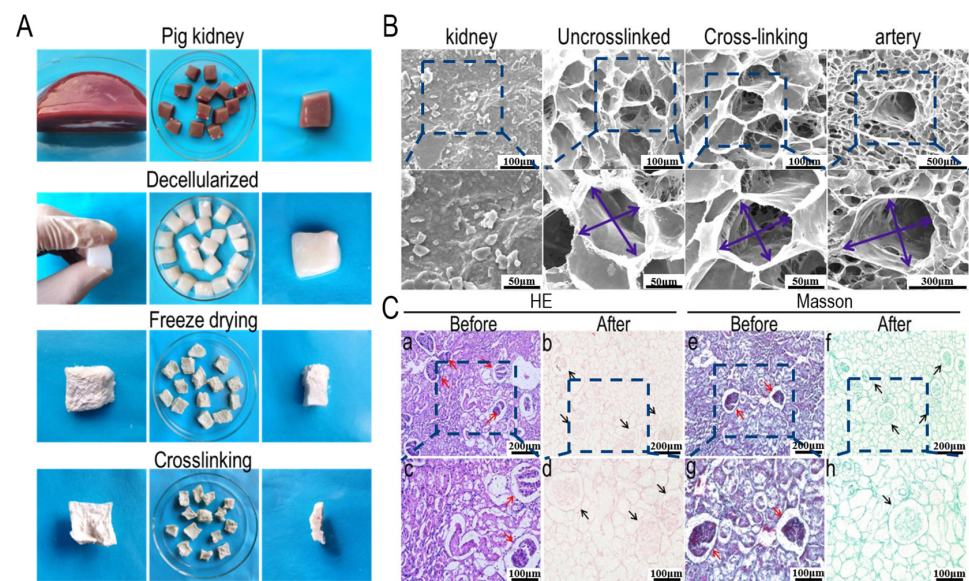 A
Pig kidney
Decellularized
Freeze drying
Crosslinking
B
kidney Uncrosslinked Cross-linking artery
100μm 100μm 100μm 500μm
50μm 50μm 50μm 300μm
C
HE Masson
Before After Before After
a b e f
200μm 200μm 200μm 200μm
c d g h
100μm 100μm 100μm 100μm